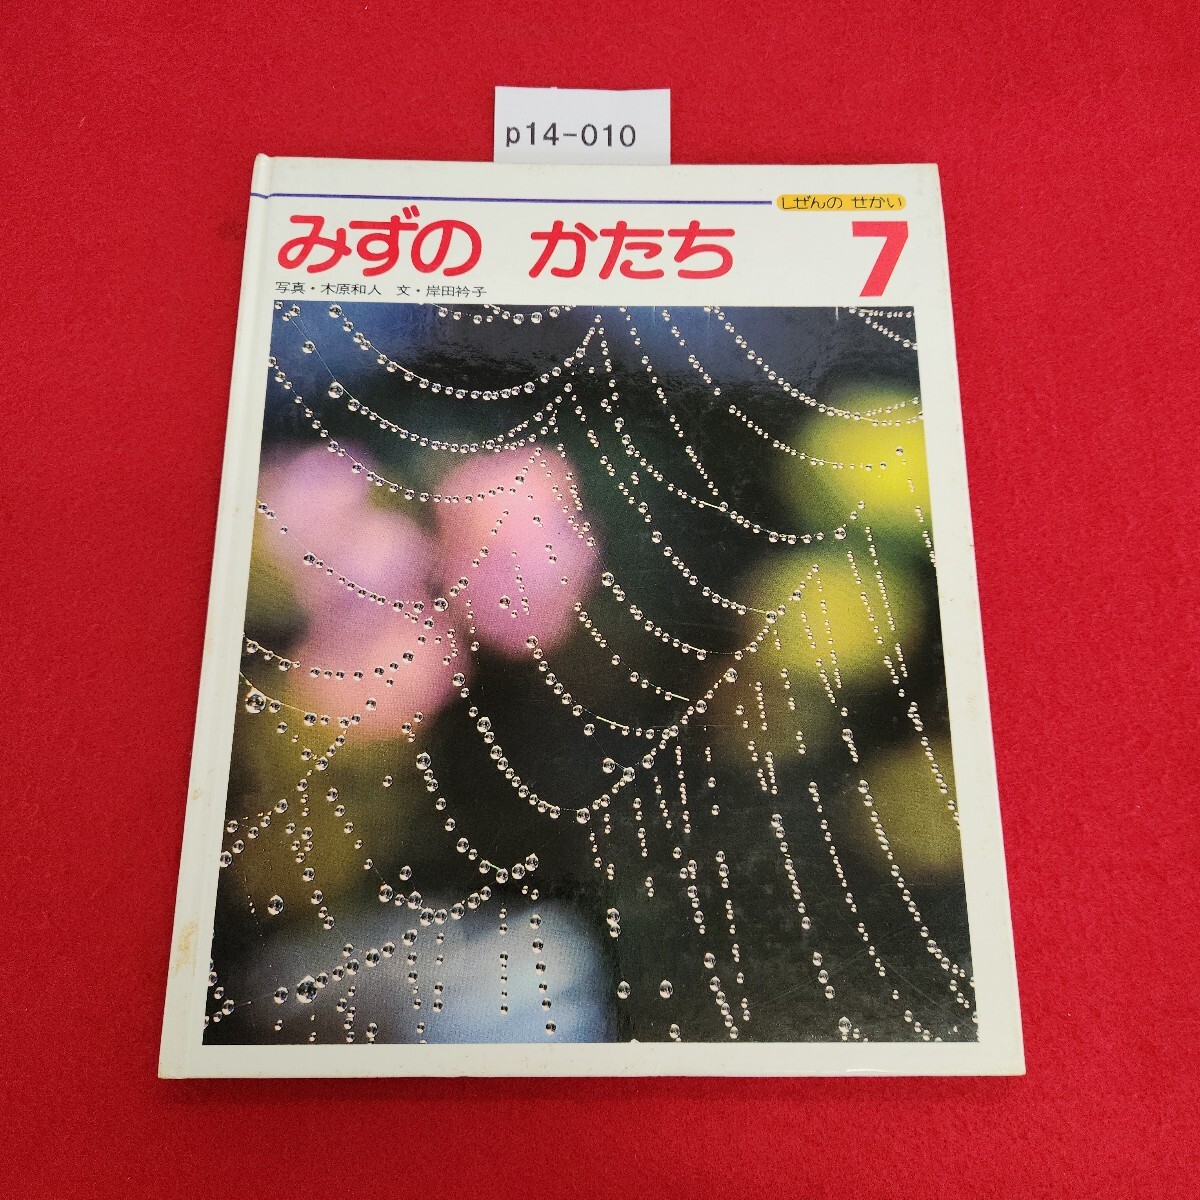 p14-010
しぜんの せかい
みずの かたち 7
写真・木原和人 文・岸田衿子